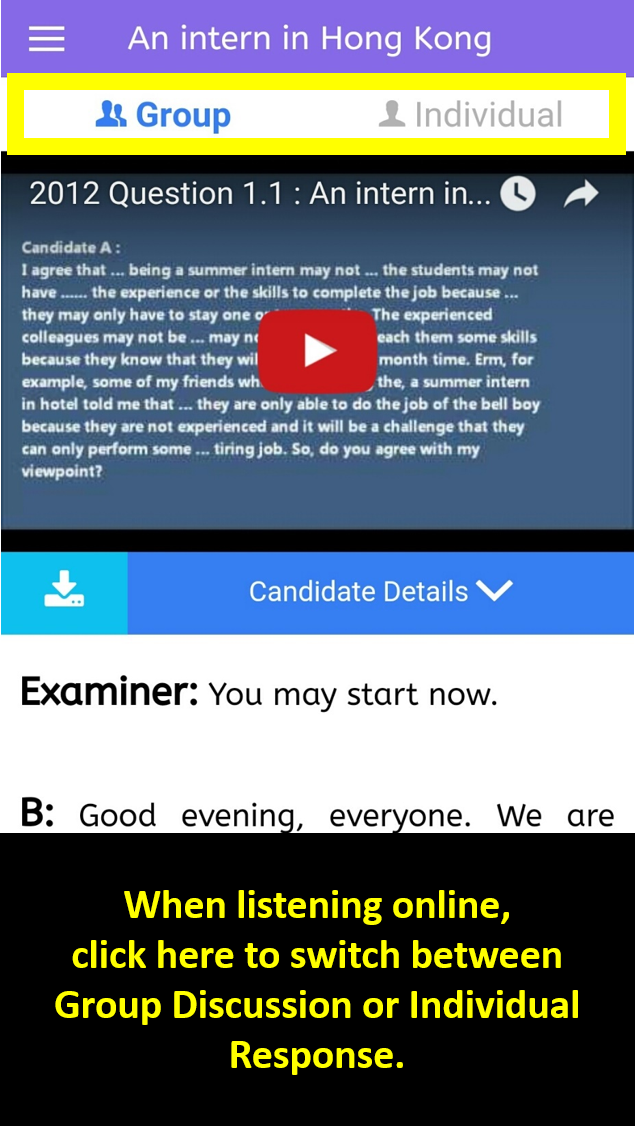 An intern in Hong Kong
Group Individual
2012 Question 1.1 : An intern in...
Candidate A :
I agree that ... being a summer intern may not ... the students may not
have ...... the experience or the skills to complete the job because ...
they may only have to stay one The experienced
colleagues may not be ... may each them some skills
because they know that they month time. Erm, for
example, some of my friends the, a summer intern
in hotel told me that ... they are only able to do the job of the bell boy
because they are not experienced and it will be a challenge that they
can only perform some ... tiring job. So, do you agree with my
viewpoint?
Candidate Details
Examiner: You may start now.
B: Good evening, everyone. We are
When listening online,
click here to switch between
Group Discussion or Individual
Response.